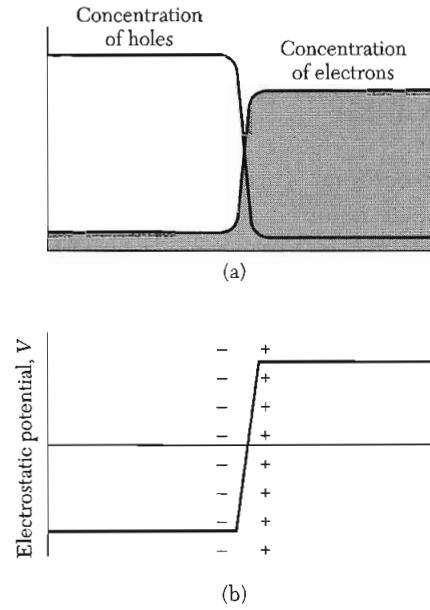 Concentration
of holes
Concentration
of electrons
(a)
Electrostatic potential, V
− +
− +
− +
− +
− +
− +
− +
− +
(b)